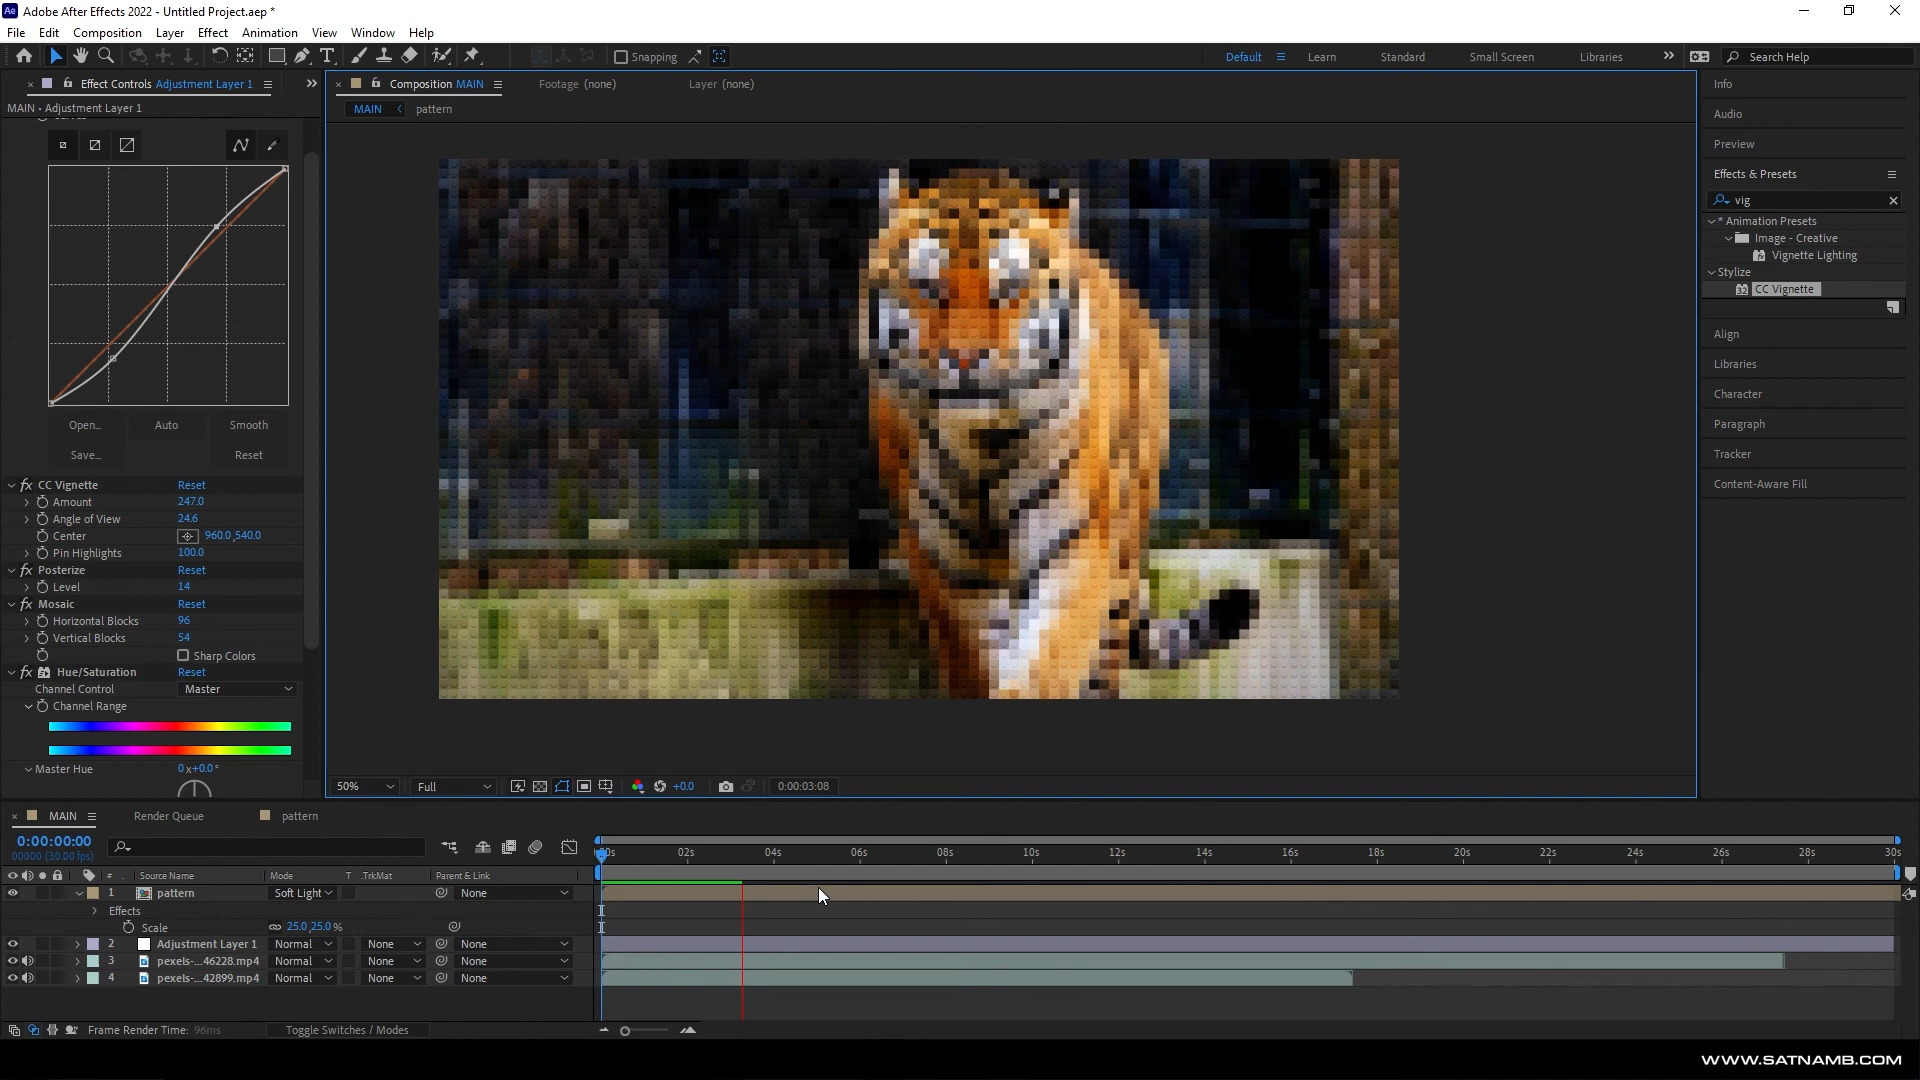 Adobe After Effects 2022 - Untitled Project.aep *
File Edit Composition Layer Effect Animation View Window Help
Snapping Default Learn Standard Small Screen Libraries Search Help
Effect Controls Adjustment Layer 1
MAIN • Adjustment Layer 1
Open... Auto Smooth
Save... Reset
CC Vignette Reset
Amount 247.0
Angle of View 24.6
Center 960.0,540.0
Pin Highlights 100.0
Posterize Reset
Level 14
Mosaic Reset
Horizontal Blocks 96
Vertical Blocks 54
Sharp Colors
Hue/Saturation Reset
Channel Control Master
Channel Range
Master Hue 0x+0.0°
Composition MAIN Footage (none) Layer (none)
MAIN pattern
50% Full +0.0 0:00:03:08
Info
Audio
Preview
Effects & Presets
vig
* Animation Presets
Image - Creative
Vignette Lighting
Stylize
CC Vignette
Align
Libraries
Character
Paragraph
Tracker
Content-Aware Fill
MAIN Render Queue pattern
0:00:00:00
00000 (30.00 fps)
02s 04s 06s 08s 10s 12s 14s 16s 18s 20s 22s 24s 26s 28s 30s
# Source Name Mode T .TrkMat Parent & Link
1 pattern Soft Light None
Effects
Scale 25.0,25.0%
2 Adjustment Layer 1 Normal None None
3 pexels-...46228.mp4 Normal None None
4 pexels-...42899.mp4 Normal None None
Frame Render Time: 96ms Toggle Switches / Modes
WWW.SATNAMB.COM